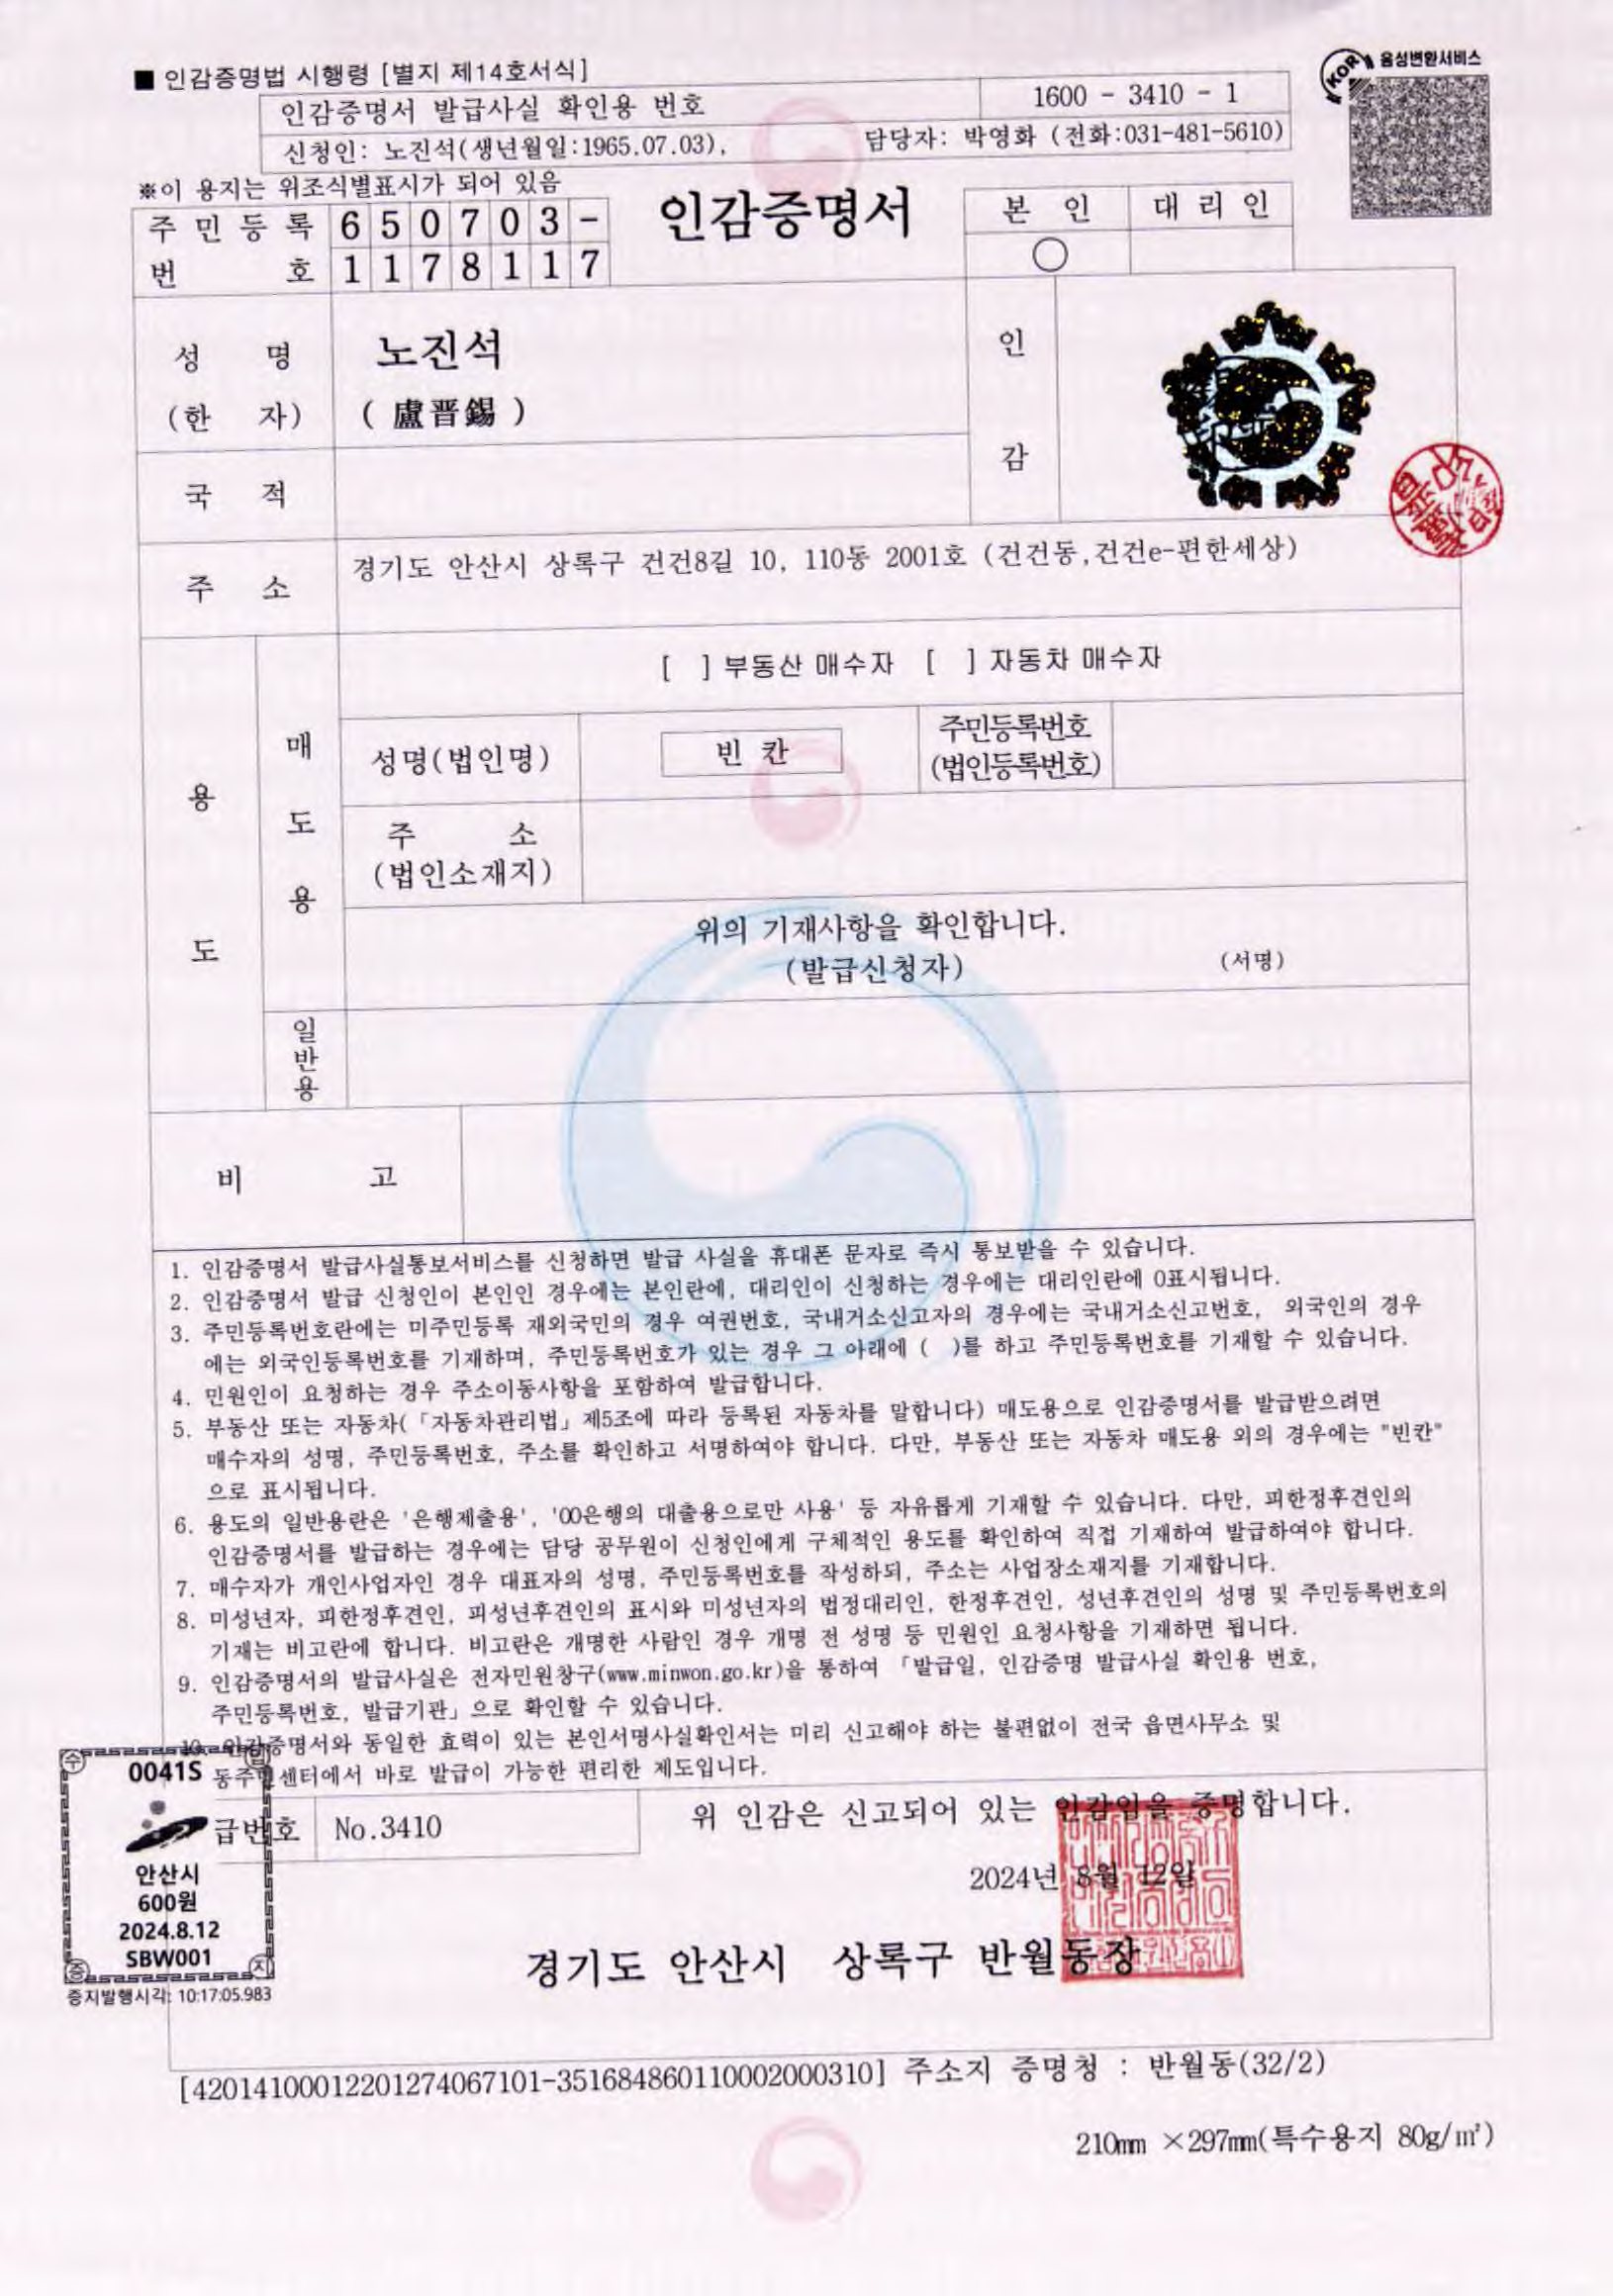 ■ 인감증명법 시행령 [별지 제14호서식]
음성변환서비스
KOR
인감증명서 발급사실 확인용 번호 1600 - 3410 - 1
신청인: 노진석(생년월일:1965.07.03), 담당자: 박영화 (전화:031-481-5610)
※이 용지는 위조식별표시가 되어 있음
주민등록번호 650703-1178117
인감증명서
본 인 대리인
○
성 명 노진석
(한 자) (盧晋錫)
인감
국 적
주 소 경기도 안산시 상록구 건건8길 10, 110동 2001호 (건건동,건건e-편한세상)
용도
매도용
[ ] 부동산 매수자 [ ] 자동차 매수자
성명(법인명) 빈 칸 주민등록번호
(법인등록번호)
주 소
(법인소재지)
위의 기재사항을 확인합니다.
(발급신청자) (서명)
일반용
비 고
1. 인감증명서 발급사실통보서비스를 신청하면 발급 사실을 휴대폰 문자로 즉시 통보받을 수 있습니다.
2. 인감증명서 발급 신청인이 본인인 경우에는 본인란에, 대리인이 신청하는 경우에는 대리인란에 0표시됩니다.
3. 주민등록번호란에는 미주민등록 재외국민의 경우 여권번호, 국내거소신고자의 경우에는 국내거소신고번호, 외국인의 경우
에는 외국인등록번호를 기재하며, 주민등록번호가 있는 경우 그 아래에 ( )를 하고 주민등록번호를 기재할 수 있습니다.
4. 민원인이 요청하는 경우 주소이동사항을 포함하여 발급합니다.
5. 부동산 또는 자동차(「자동차관리법」제5조에 따라 등록된 자동차를 말합니다) 매도용으로 인감증명서를 발급받으려면
매수자의 성명, 주민등록번호, 주소를 확인하고 서명하여야 합니다. 다만, 부동산 또는 자동차 매도용 외의 경우에는 "빈칸"
으로 표시됩니다.
6. 용도의 일반용란은 '은행제출용', '00은행의 대출용으로만 사용' 등 자유롭게 기재할 수 있습니다. 다만, 피한정후견인의
인감증명서를 발급하는 경우에는 담당 공무원이 신청인에게 구체적인 용도를 확인하여 직접 기재하여 발급하여야 합니다.
7. 매수자가 개인사업자인 경우 대표자의 성명, 주민등록번호를 작성하되, 주소는 사업장소재지를 기재합니다.
8. 미성년자, 피한정후견인, 피성년후견인의 표시와 미성년자의 법정대리인, 한정후견인, 성년후견인의 성명 및 주민등록번호의
기재는 비고란에 합니다. 비고란은 개명한 사람인 경우 개명 전 성명 등 민원인 요청사항을 기재하면 됩니다.
9. 인감증명서의 발급사실은 전자민원창구(www.minwon.go.kr)을 통하여 「발급일, 인감증명 발급사실 확인용 번호,
주민등록번호, 발급기관」으로 확인할 수 있습니다.
10. 인감증명서와 동일한 효력이 있는 본인서명사실확인서는 미리 신고해야 하는 불편없이 전국 읍면사무소 및
동주민센터에서 바로 발급이 가능한 편리한 제도입니다.
수 입
0041S
안산시
600원
2024.8.12
SBW001
증 지
증지발행시각: 10:17:05.983
급번호 No.3410
위 인감은 신고되어 있는 인감임을 증명합니다.
2024년 8월 12일
경기도 안산시 상록구 반월동장
[42014100012201274067101-351684860110002000310] 주소지 증명청 : 반월동(32/2)
210mm ×297mm(특수용지 80g/㎡)